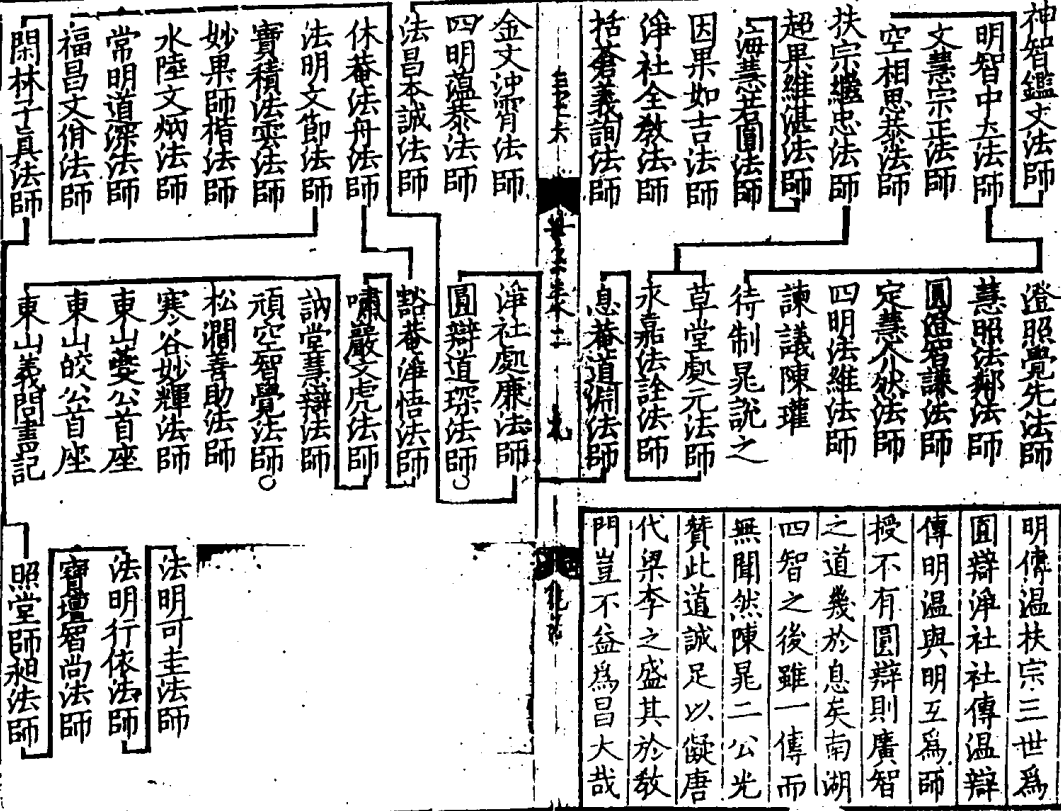 神智鑑文法師
明智中立法師
文慧宗正法師
空相思恭法師
扶宗繼忠法師
超果維湛法師
海慧若圓法師
因果如吉法師
淨社全教法師
括蒼義詢法師
澄照覺先法師
慧照法鄰法師
圓澄智謙法師
定慧介然法師
四明法維法師
諫議陳瓘
待制晁說之
草堂處元法師
永嘉法詮法師
息菴道淵法師
明傳溫扶宗三世爲
圓辯淨社社傳溫辯
傳明溫與明互爲師
授不有圓辯則廣智
之道幾於息矣南湖
四智之後雖一傳而
無聞然陳晁二公光
贊此道誠足以儗唐
代梁李之盛其於教
門豈不益爲昌大哉
金文沖霄法師
四明蘊恭法師
法昌本誠法師
休菴法舟法師
法明文節法師
寶積法雲法師
妙果師楷法師
水陸文炳法師
常明道深法師
福昌文佾法師
閑林子真法師
淨社處廉法師
圓辯道琛法師
豁菴淨悟法師
嘯巖文虎法師
訥堂慧辯法師
頑空智覺法師
松澗善助法師
寒谷妙輝法師
東山夔公首座
東山皎公首座
東山義問書記
法明可圭法師
法明行依法師
寶壇智尚法師
照堂師昶法師